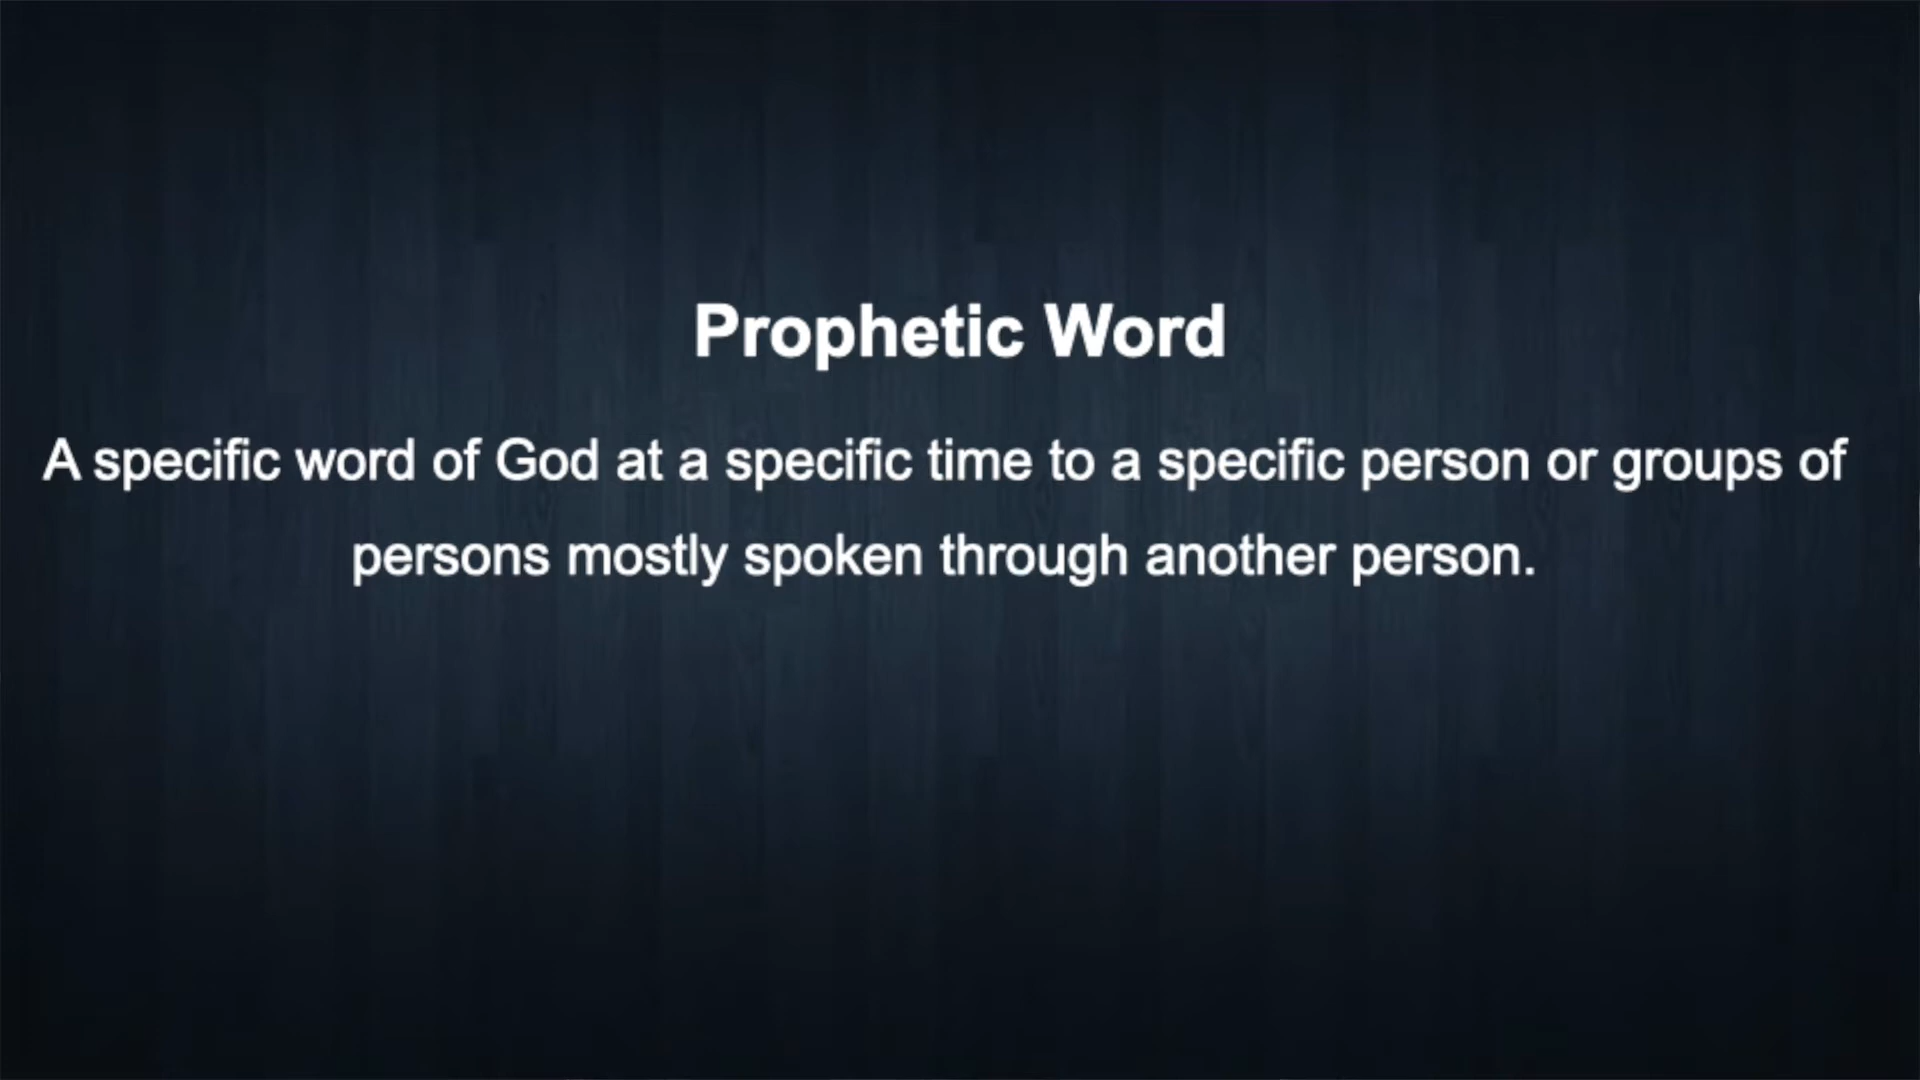 Prophetic Word
A specific word of God at a specific time to a specific person or groups of
persons mostly spoken through another person.